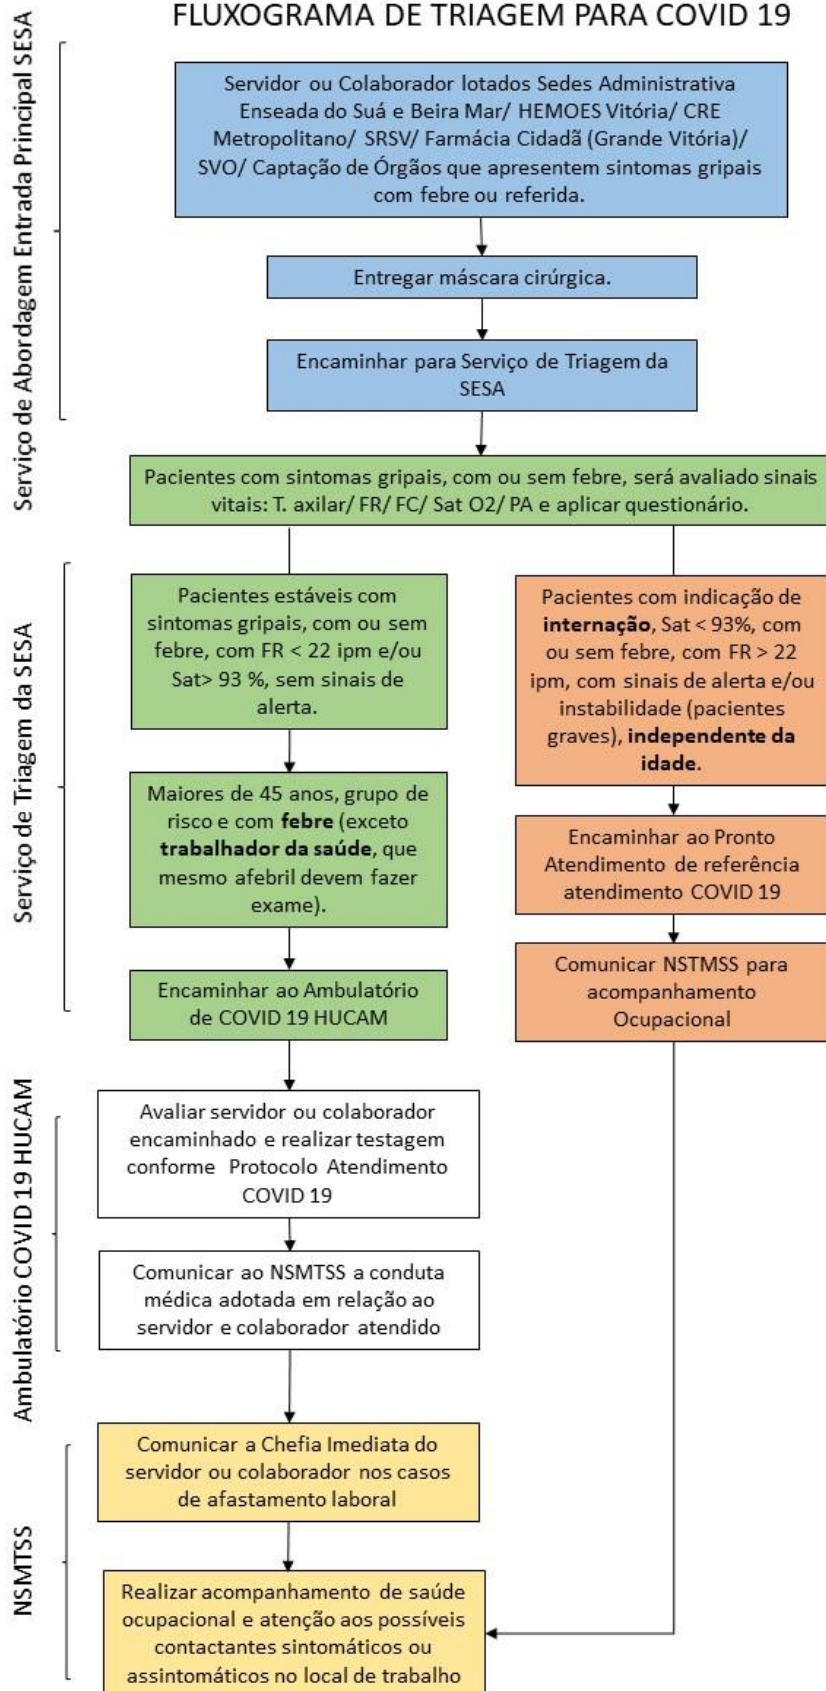 FLUXOGRAMA DE TRIAGEM PARA COVID 19
Serviço de Abordagem Entrada Principal SESA
Servidor ou Colaborador lotados Sedes Administrativa
Enseada do Suá e Beira Mar/ HEMOES Vitória/ CRE
Metropolitano/ SRSV/ Farmácia Cidadã (Grande Vitória)/
SVO/ Captação de Órgãos que apresentem sintomas gripais
com febre ou referida.
Entregar máscara cirúrgica.
Encaminhar para Serviço de Triagem da
SESA
Pacientes com sintomas gripais, com ou sem febre, será avaliado sinais
vitais: T. axilar/ FR/ FC/ Sat O2/ PA e aplicar questionário.
Serviço de Triagem da SESA
Pacientes estáveis com
sintomas gripais, com ou sem
febre, com FR < 22 ipm e/ou
Sat> 93 %, sem sinais de
alerta.
Maiores de 45 anos, grupo de
risco e com febre (exceto
trabalhador da saúde, que
mesmo afebril devem fazer
exame).
Encaminhar ao Ambulatório
de COVID 19 HUCAM
Pacientes com indicação de
internação, Sat < 93%, com
ou sem febre, com FR > 22
ipm, com sinais de alerta e/ou
instabilidade (pacientes
graves), independente da
idade.
Encaminhar ao Pronto
Atendimento de referência
atendimento COVID 19
Comunicar NSTMSS para
acompanhamento
Ocupacional
Ambulatório COVID 19 HUCAM
Avaliar servidor ou colaborador
encaminhado e realizar testagem
conforme Protocolo Atendimento
COVID 19
Comunicar ao NSMTSS a conduta
médica adotada em relação ao
servidor e colaborador atendido
NSMTSS
Comunicar a Chefia Imediata do
servidor ou colaborador nos casos
de afastamento laboral
Realizar acompanhamento de saúde
ocupacional e atenção aos possíveis
contactantes sintomáticos ou
assintomáticos no local de trabalho